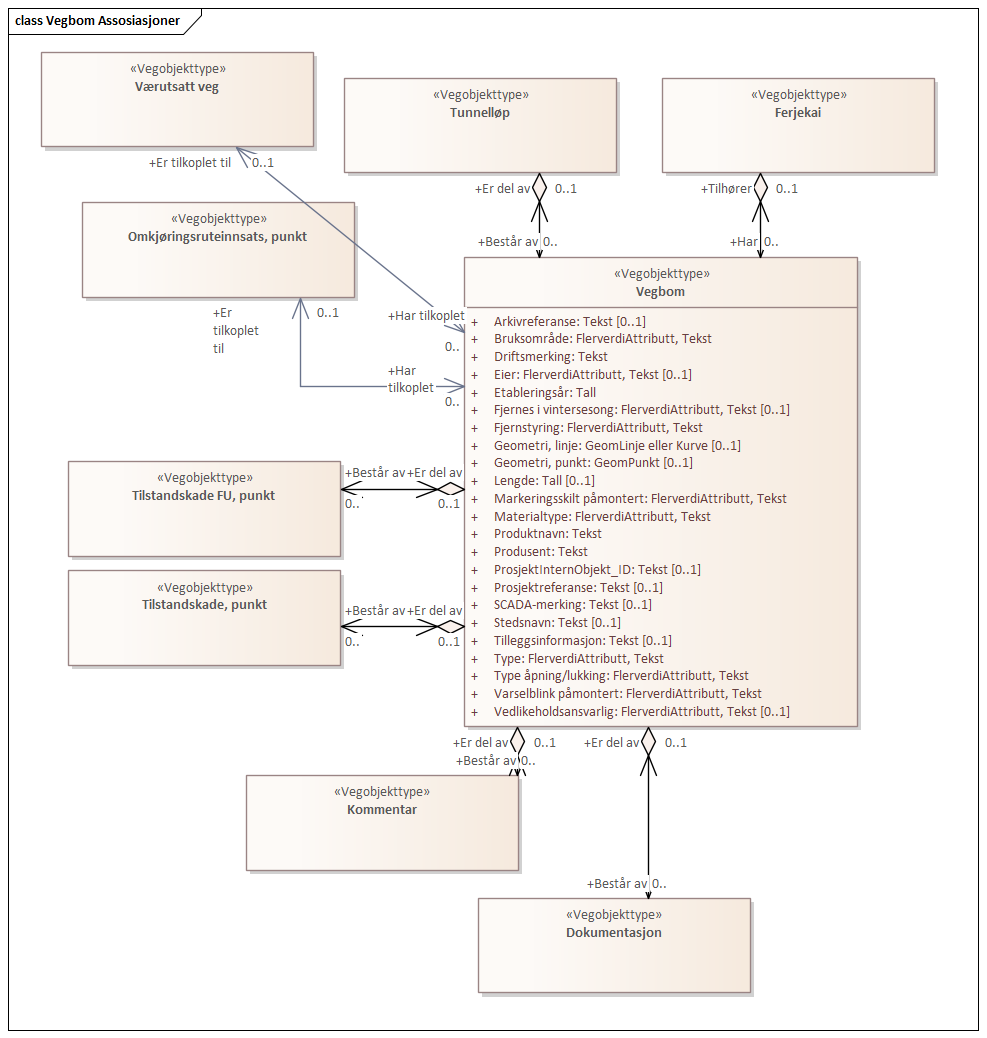 class Vegbom Assosiasjoner
«Vegobjekttype»
Værutsatt veg
«Vegobjekttype»
Tunnelløp
«Vegobjekttype»
Ferjekai
+Er tilkoplet til
0..1
+Er del av
0..1
+Tilhører
0..1
«Vegobjekttype»
Omkjøringsruteinnsats, punkt
+Består av
0..
+Har
0..
+Er
tilkoplet
til
0..1
+Har tilkoplet
0..
+Har
tilkoplet
0..
«Vegobjekttype»
Vegbom
+ Arkivreferanse: Tekst [0..1]
+ Bruksområde: FlerverdiAttributt, Tekst
+ Driftsmerking: Tekst
+ Eier: FlerverdiAttributt, Tekst [0..1]
+ Etableringsår: Tall
+ Fjernes i vintersesong: FlerverdiAttributt, Tekst [0..1]
+ Fjernstyring: FlerverdiAttributt, Tekst
+ Geometri, linje: GeomLinje eller Kurve [0..1]
+ Geometri, punkt: GeomPunkt [0..1]
+ Lengde: Tall [0..1]
+ Markeringsskilt påmontert: FlerverdiAttributt, Tekst
+ Materialtype: FlerverdiAttributt, Tekst
+ Produktnavn: Tekst
+ Produsent: Tekst
+ ProsjektInternObjekt_ID: Tekst [0..1]
+ Prosjektreferanse: Tekst [0..1]
+ SCADA-merking: Tekst [0..1]
+ Stedsnavn: Tekst [0..1]
+ Tilleggsinformasjon: Tekst [0..1]
+ Type: FlerverdiAttributt, Tekst
+ Type åpning/lukking: FlerverdiAttributt, Tekst
+ Varselblink påmontert: FlerverdiAttributt, Tekst
+ Vedlikeholdsansvarlig: FlerverdiAttributt, Tekst [0..1]
«Vegobjekttype»
Tilstandskade FU, punkt
+Består av
+Er del av
0..
0..1
«Vegobjekttype»
Tilstandskade, punkt
+Består av
+Er del av
0..
0..1
+Er del av
0..1
+Består av
0..
+Er del av
0..1
«Vegobjekttype»
Kommentar
+Består av
0..
«Vegobjekttype»
Dokumentasjon